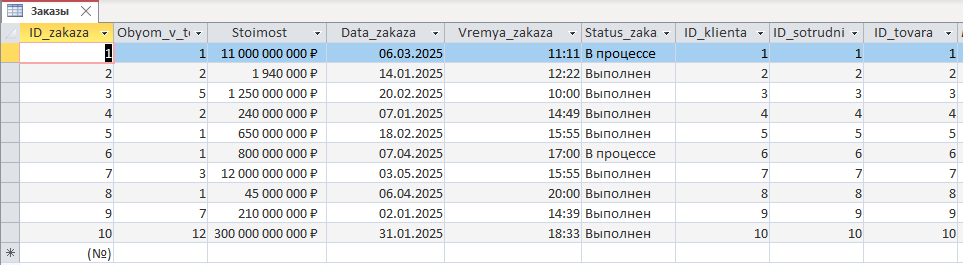 Заказы
ID_zakaza Obyom_v_to Stoimost Data_zakaza Vremya_zakaza Status_zaka ID_klienta ID_sotrudni ID_tovara
1 1 11 000 000 000 ₽ 06.03.2025 11:11 В процессе 1 1 1
2 2 1 940 000 ₽ 14.01.2025 12:22 Выполнен 2 2 2
3 5 1 250 000 000 ₽ 20.02.2025 10:00 Выполнен 3 3 3
4 2 240 000 000 ₽ 07.01.2025 14:49 Выполнен 4 4 4
5 1 650 000 000 ₽ 18.02.2025 15:55 Выполнен 5 5 5
6 1 800 000 000 ₽ 07.04.2025 17:00 В процессе 6 6 6
7 3 12 000 000 000 ₽ 03.05.2025 15:55 Выполнен 7 7 7
8 1 45 000 000 ₽ 06.04.2025 20:00 Выполнен 8 8 8
9 7 210 000 000 ₽ 02.01.2025 14:39 Выполнен 9 9 9
10 12 300 000 000 000 ₽ 31.01.2025 18:33 Выполнен 10 10 10
(№)